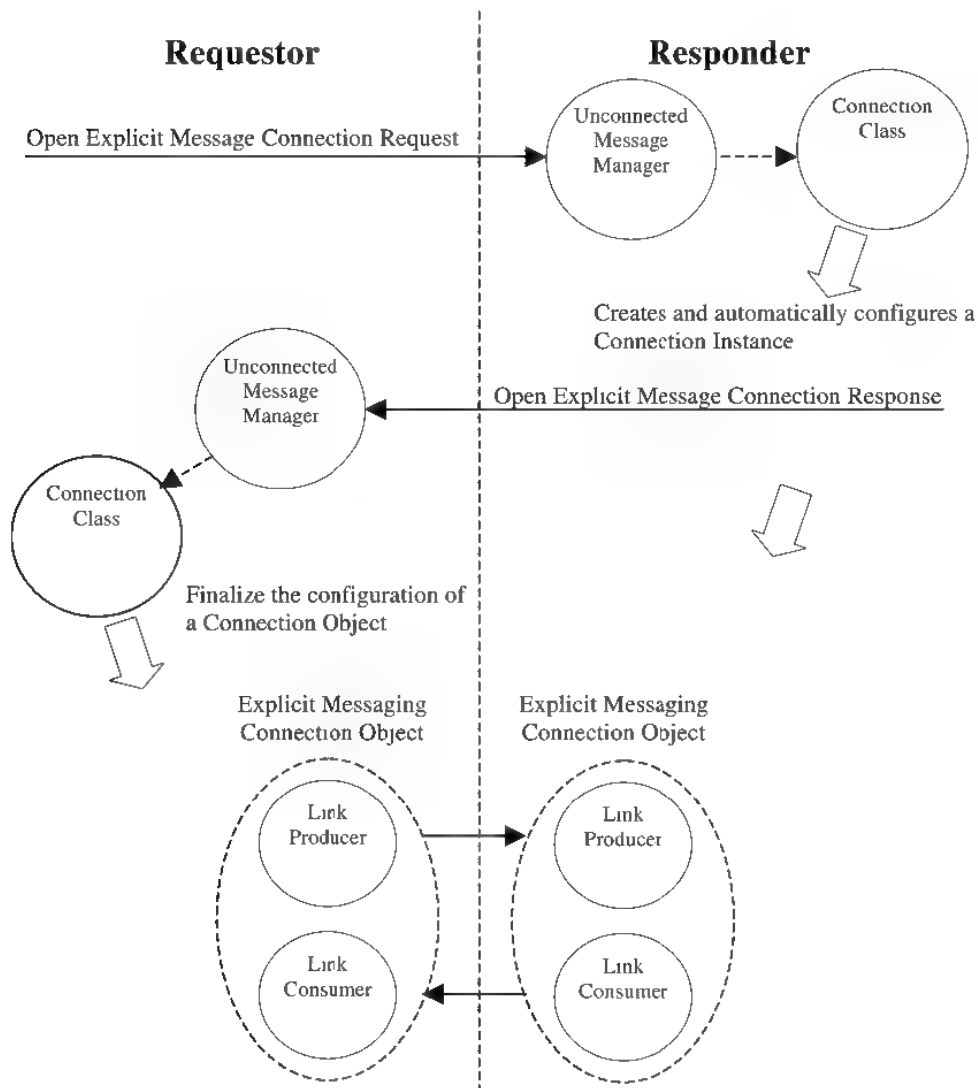 Requestor
Responder
Open Explicit Message Connection Request
Unconnected
Message
Manager
Connection
Class
Creates and automatically configures a
Connection Instance
Unconnected
Message
Manager
Open Explicit Message Connection Response
Connection
Class
Finalize the configuration of
a Connection Object
Explicit Messaging
Connection Object
Explicit Messaging
Connection Object
Link
Producer
Link
Producer
Link
Consumer
Link
Consumer